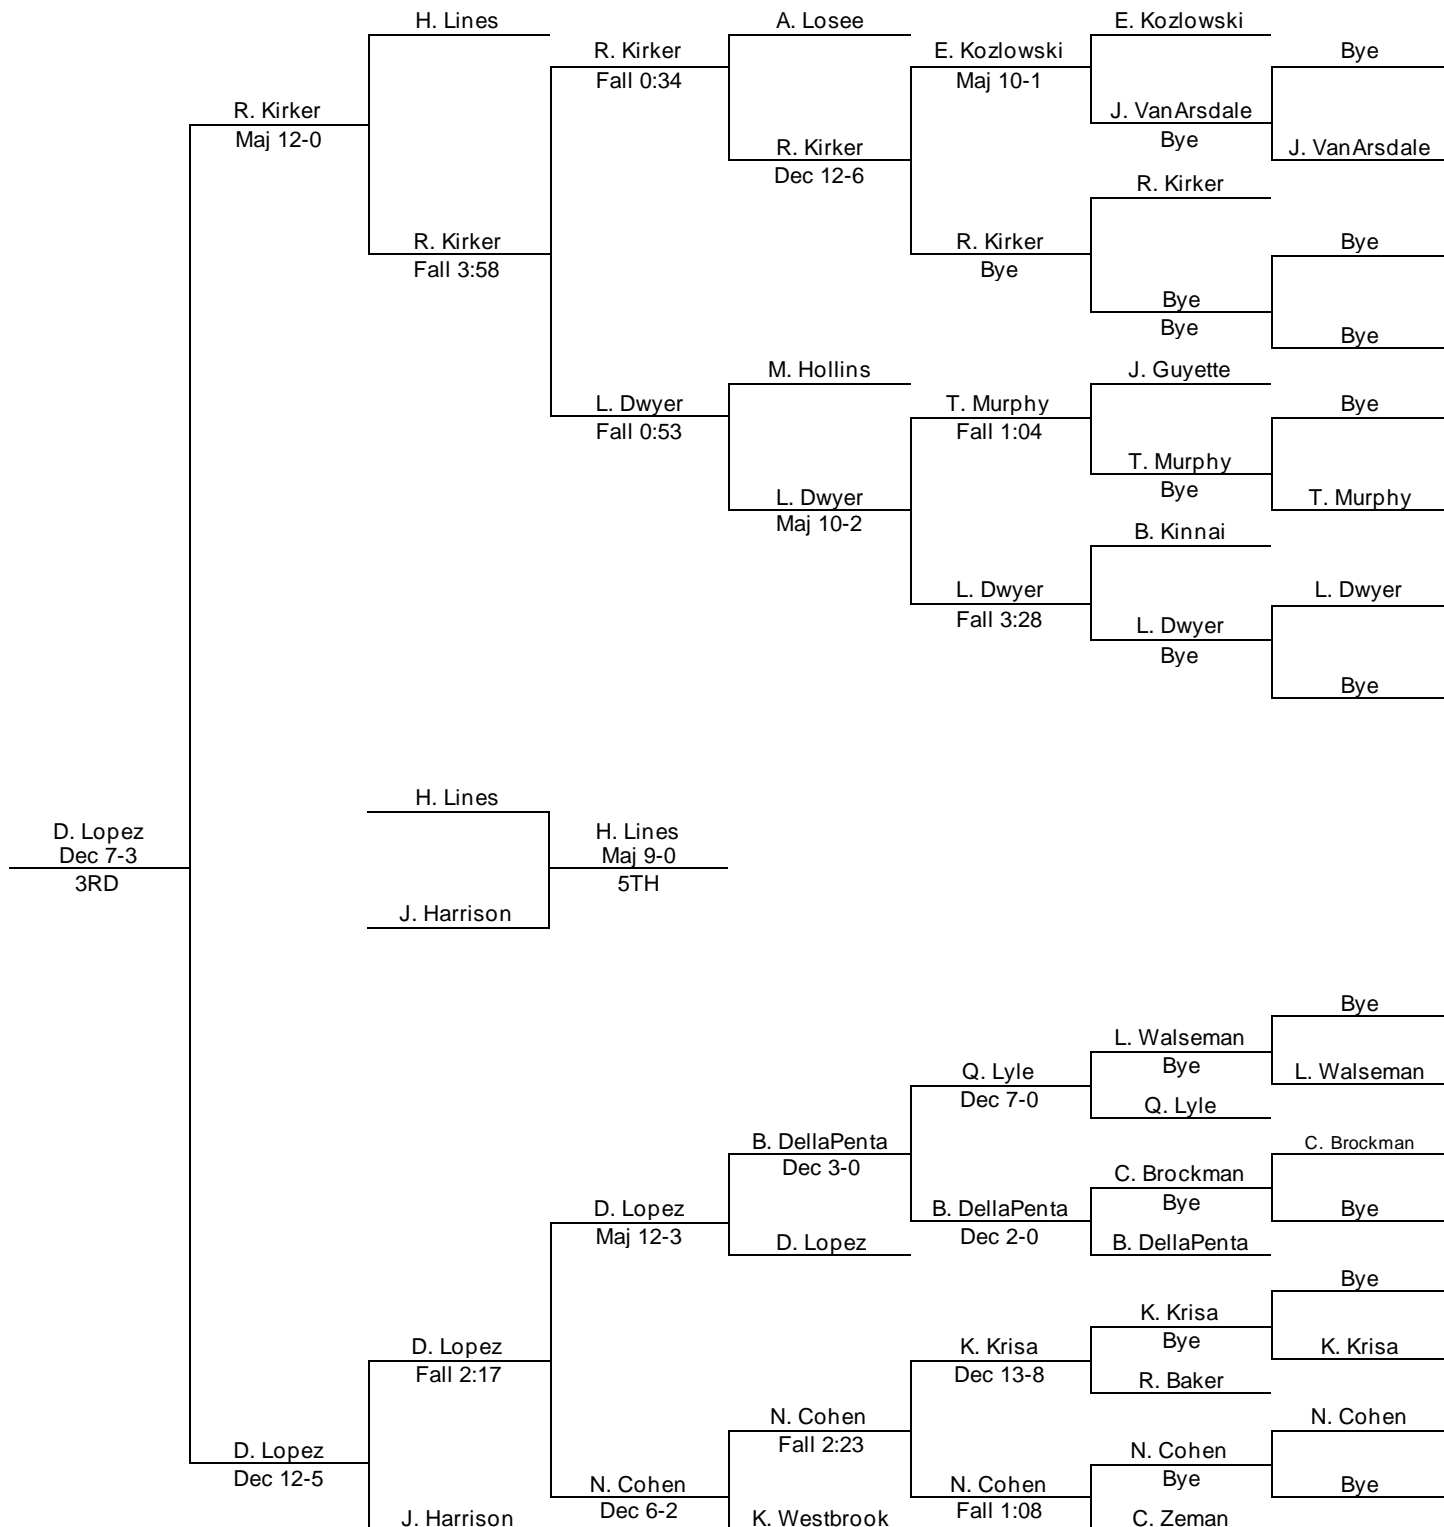 H. Lines
A. Losee
E. Kozlowski
R. Kirker
Fall 0:34
E. Kozlowski
Maj 10-1
Bye
R. Kirker
Maj 12-0
J. VanArsdale
Bye
R. Kirker
Dec 12-6
J. VanArsdale
R. Kirker
R. Kirker
Fall 3:58
R. Kirker
Bye
Bye
Bye
Bye
Bye
M. Hollins
J. Guyette
L. Dwyer
Fall 0:53
T. Murphy
Fall 1:04
Bye
T. Murphy
Bye
L. Dwyer
Maj 10-2
T. Murphy
B. Kinnai
L. Dwyer
Fall 3:28
L. Dwyer
L. Dwyer
Bye
Bye
H. Lines
D. Lopez
Dec 7-3
3RD
H. Lines
Maj 9-0
5TH
J. Harrison
Bye
L. Walseman
Bye
Q. Lyle
Dec 7-0
L. Walseman
Q. Lyle
B. DellaPenta
Dec 3-0
C. Brockman
C. Brockman
Bye
D. Lopez
Maj 12-3
B. DellaPenta
Dec 2-0
Bye
D. Lopez
B. DellaPenta
Bye
K. Krisa
Bye
D. Lopez
Fall 2:17
K. Krisa
Dec 13-8
K. Krisa
R. Baker
N. Cohen
Fall 2:23
N. Cohen
D. Lopez
Dec 12-5
N. Cohen
Bye
N. Cohen
Dec 6-2
N. Cohen
Fall 1:08
Bye
J. Harrison
K. Westbrook
C. Zeman